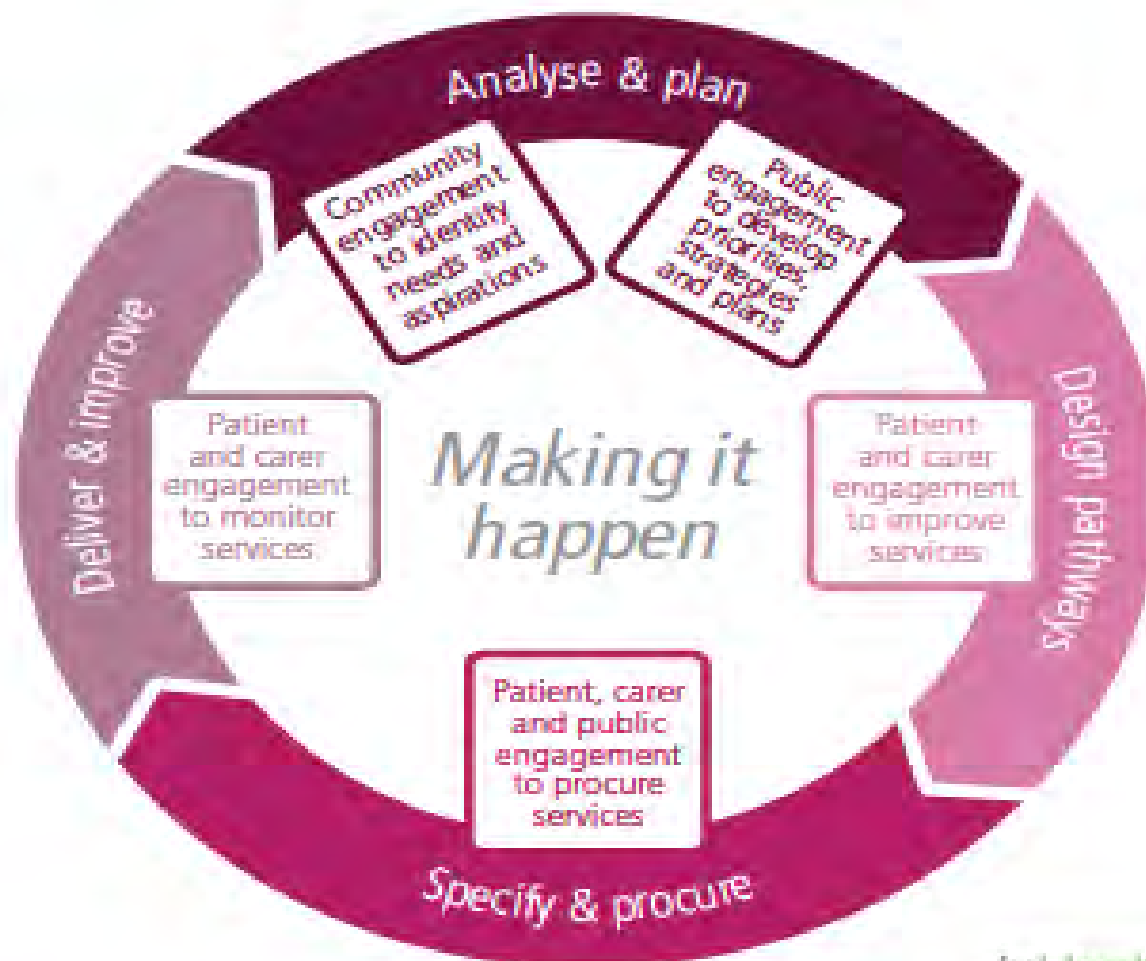 Analyse & plan
Community
engagement
to identify
needs and
aspirations
Public
engagement
to develop
priorities,
strategies
and plans
Deliver & improve
Patient
and carer
engagement
to monitor
services
Making it
happen
Patient
and carer
engagement
to improve
services
Design pathways
Patient, carer
and public
engagement
to procure
services
Specify & procure